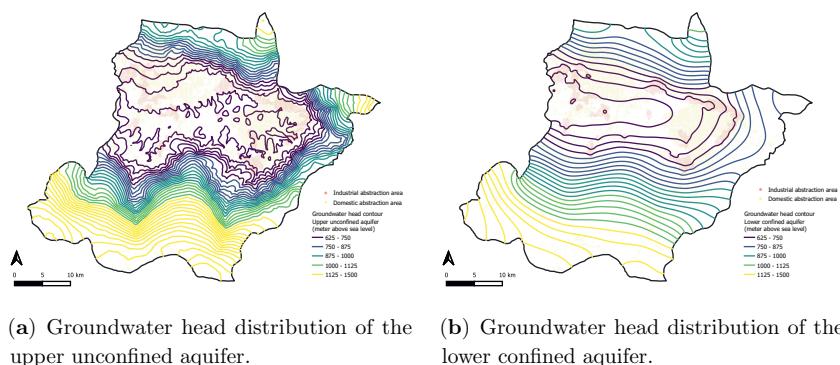 Industrial abstraction area
Domestic abstraction area
Groundwater head contour
Upper unconfined aquifer
(meter above sea level)
625 - 750
750 - 875
875 - 1000
1000 - 1125
1125 - 1500
0 5 10 km
Industrial abstraction area
Domestic abstraction area
Groundwater head contour
Lower confined aquifer
(meter above sea level)
625 - 750
750 - 875
875 - 1000
1000 - 1125
1125 - 1500
0 5 10 km
(a) Groundwater head distribution of the
upper unconfined aquifer.
(b) Groundwater head distribution of the
lower confined aquifer.